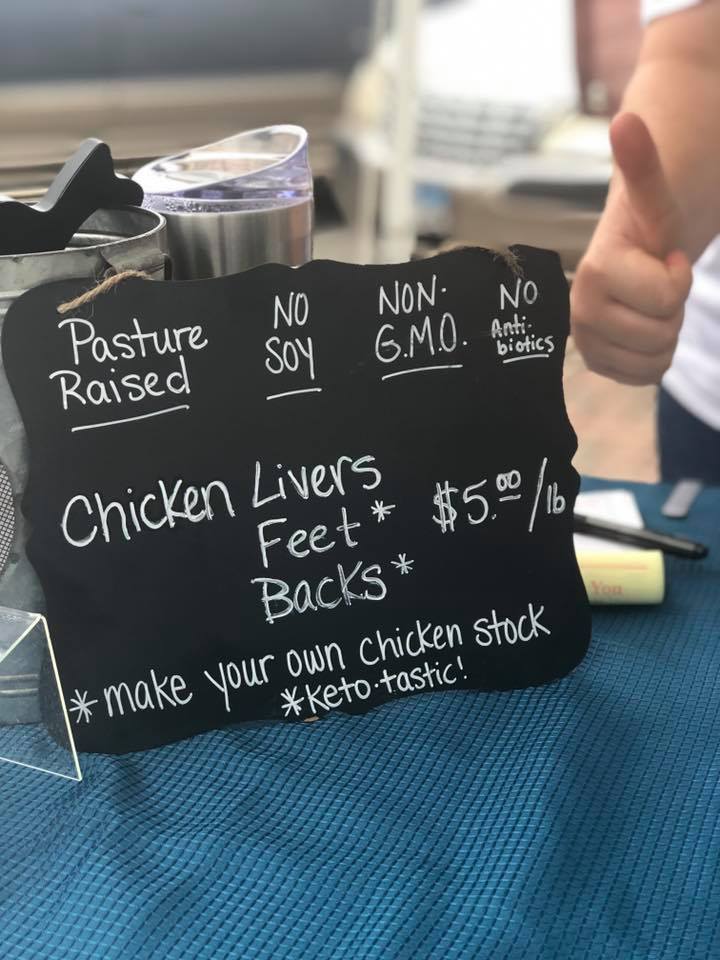 Pasture
Raised
NO
SOY
NON.
G.M.O.
NO
Anti-
biotics
Chicken Livers
Feet*
Backs*
$5.00/lb
*make your own chicken stock
*Keto.tastic!
You